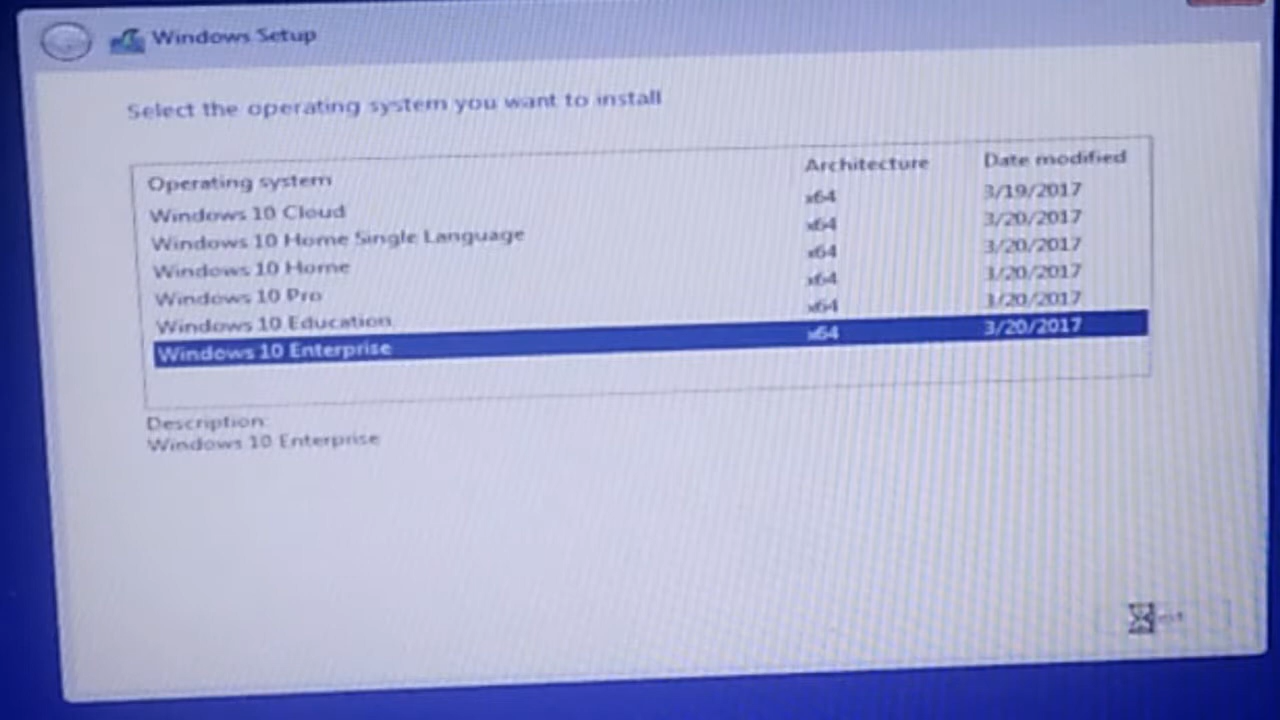 Windows Setup
Select the operating system you want to install
Operating system Architecture Date modified
Windows 10 Cloud x64 3/19/2017
Windows 10 Home Single Language x64 3/20/2017
Windows 10 Home x64 3/20/2017
Windows 10 Pro x64 3/20/2017
Windows 10 Education x64 3/20/2017
Windows 10 Enterprise x64 3/20/2017
Description:
Windows 10 Enterprise